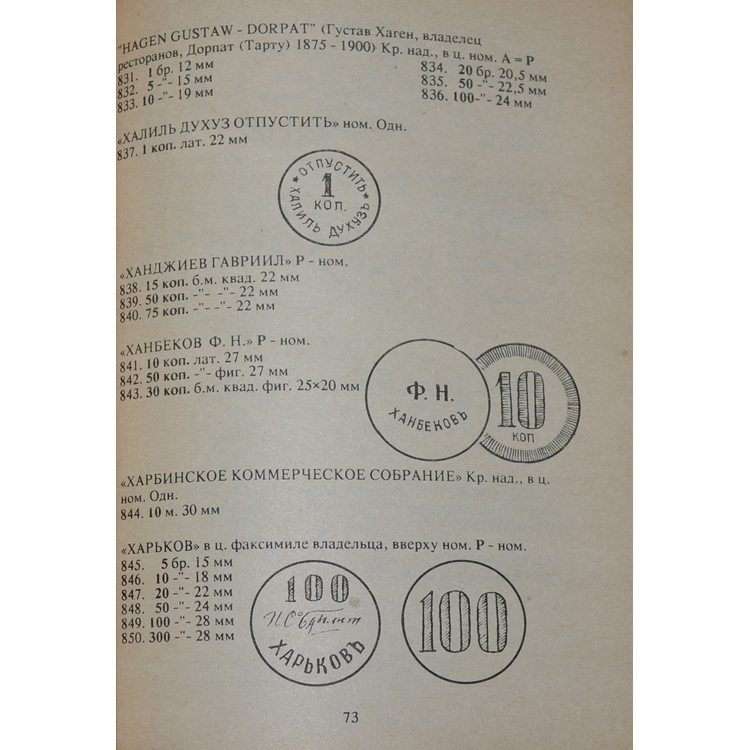 "HAGEN GUSTAW - DORPAT" (Густав Хаген, владелец
ресторанов, Дорпат (Тарту) 1875 - 1900) Кр. над., в ц. ном. А = Р
831. 1 бр. 12 мм
832. 5 -"- 15 мм
833. 10 -"- 19 мм
834. 20 бр. 20,5 мм
835. 50 -"- 22,5 мм
836. 100-"- 24 мм
«ХАЛИЛЬ ДУХУЗ ОТПУСТИТЬ» ном. Одн.
837. 1 коп. лат. 22 мм
* ОТПУСТИТЬ *
1
КОП.
ХАЛИЛЬ ДУХУЗЪ
«ХАНДЖИЕВ ГАВРИИЛ» Р - ном.
838. 15 коп. б.м. квад. 22 мм
839. 50 коп. -"- -"- 22 мм
840. 75 коп. -"- -"- 22 мм
«ХАНБЕКОВ Ф. Н.» Р - ном.
841. 10 коп. лат. 27 мм
842. 50 коп. -"- фиг. 27 мм
843. 30 коп. б.м. квад. фиг. 25×20 мм
Ф. Н.
ХАНБЕКОВЪ
10
КОП
«ХАРБИНСКОЕ КОММЕРЧЕСКОЕ СОБРАНИЕ» Кр. над., в ц.
ном. Одн.
844. 10 м. 30 мм
«ХАРЬКОВ» в ц. факсимиле владельца, вверху ном. Р - ном.
845. 5 бр. 15 мм
846. 10 -"- 18 мм
847. 20 -"- 22 мм
848. 50 -"- 24 мм
849. 100 -"- 28 мм
850. 300 -"- 28 мм
100
ХАРЬКОВЪ
100
73